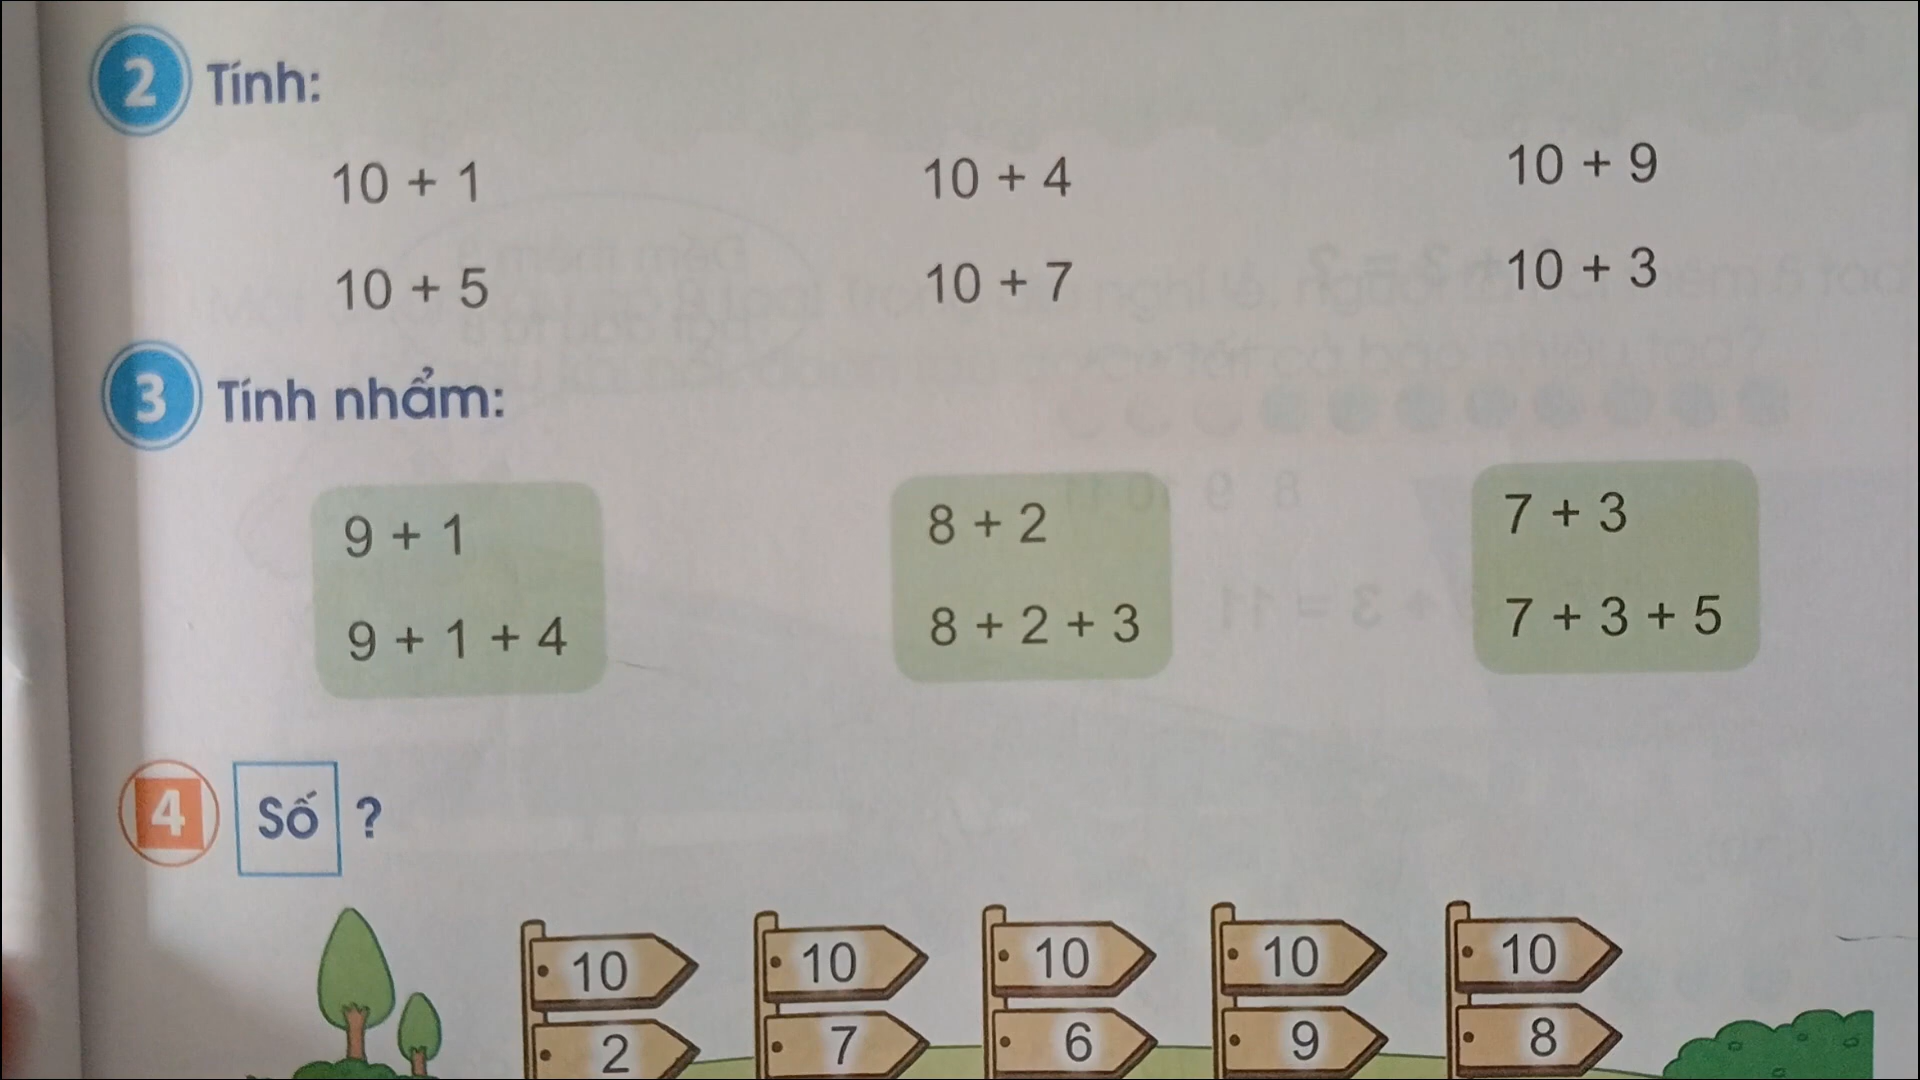 2 Tính:
10 + 1 10 + 4 10 + 9
10 + 5 10 + 7 10 + 3
3 Tính nhẩm:
9 + 1 8 + 2 7 + 3
9 + 1 + 4 8 + 2 + 3 7 + 3 + 5
4 Số ?
10 10 10 10 10
2 7 6 9 8